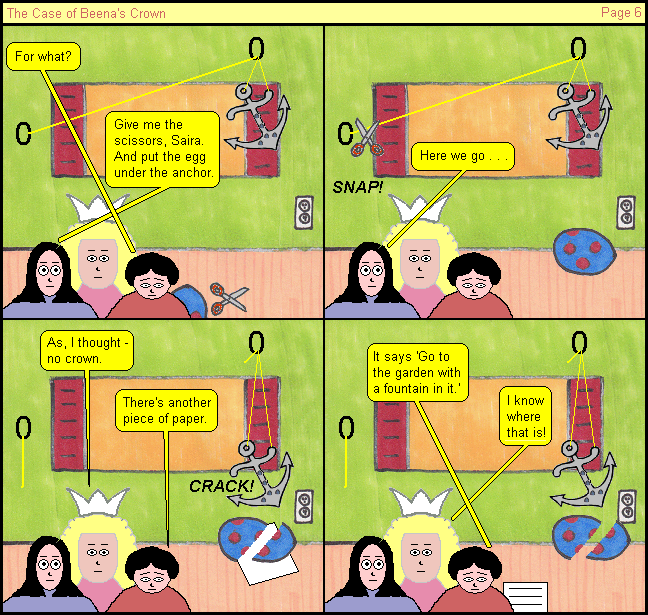 The Case of Beena's Crown
Page 6
For what?
Give me the
scissors, Saira.
And put the egg
under the anchor.
Here we go . . .
SNAP!
As, I thought -
no crown.
There's another
piece of paper.
CRACK!
It says 'Go to
the garden with
a fountain in it.'
I know
where
that is!